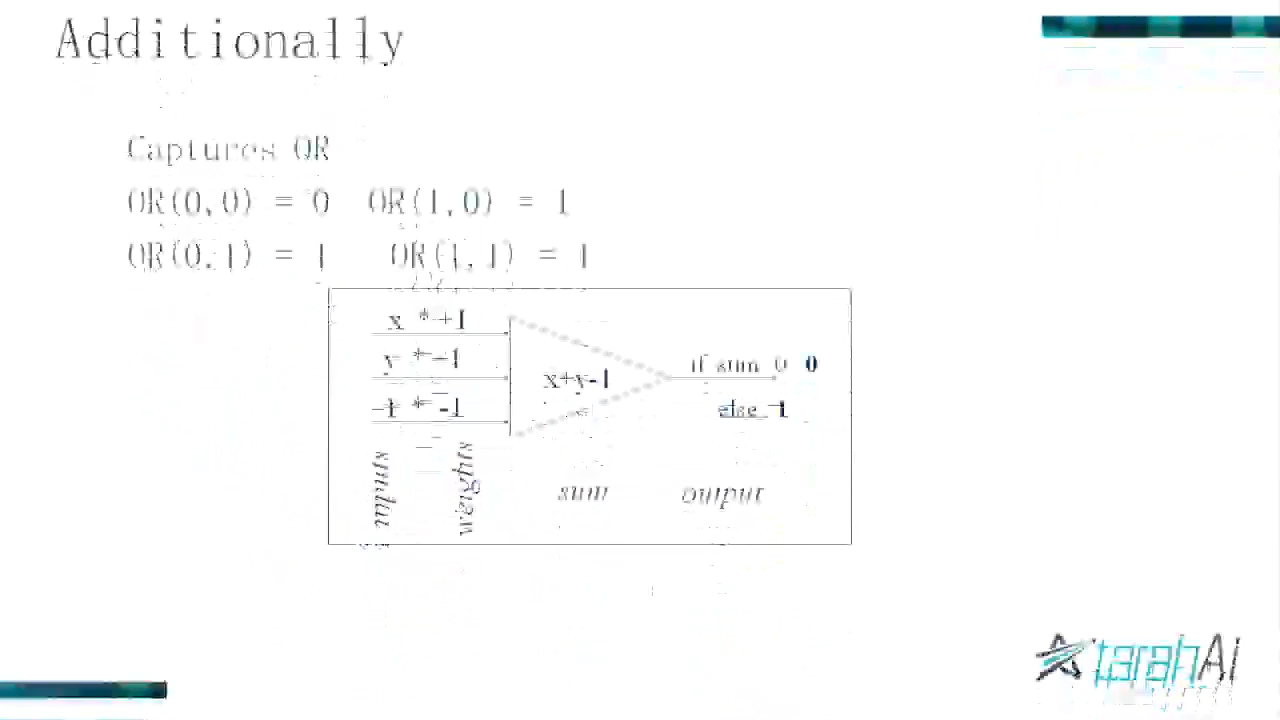 Additionally
Captures OR
OR(0,0) = 0 OR(1,0) = 1
OR(0,1) = 1 OR(1,1) = 1
x * +1
y * +1
-1 * -1
x+y-1
if sum 0 0
else 1
inputs
weights
sum
output
tarahAI